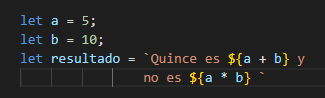 let a = 5;
let b = 10;
let resultado = `Quince es ${a + b} y
no es ${a * b} `